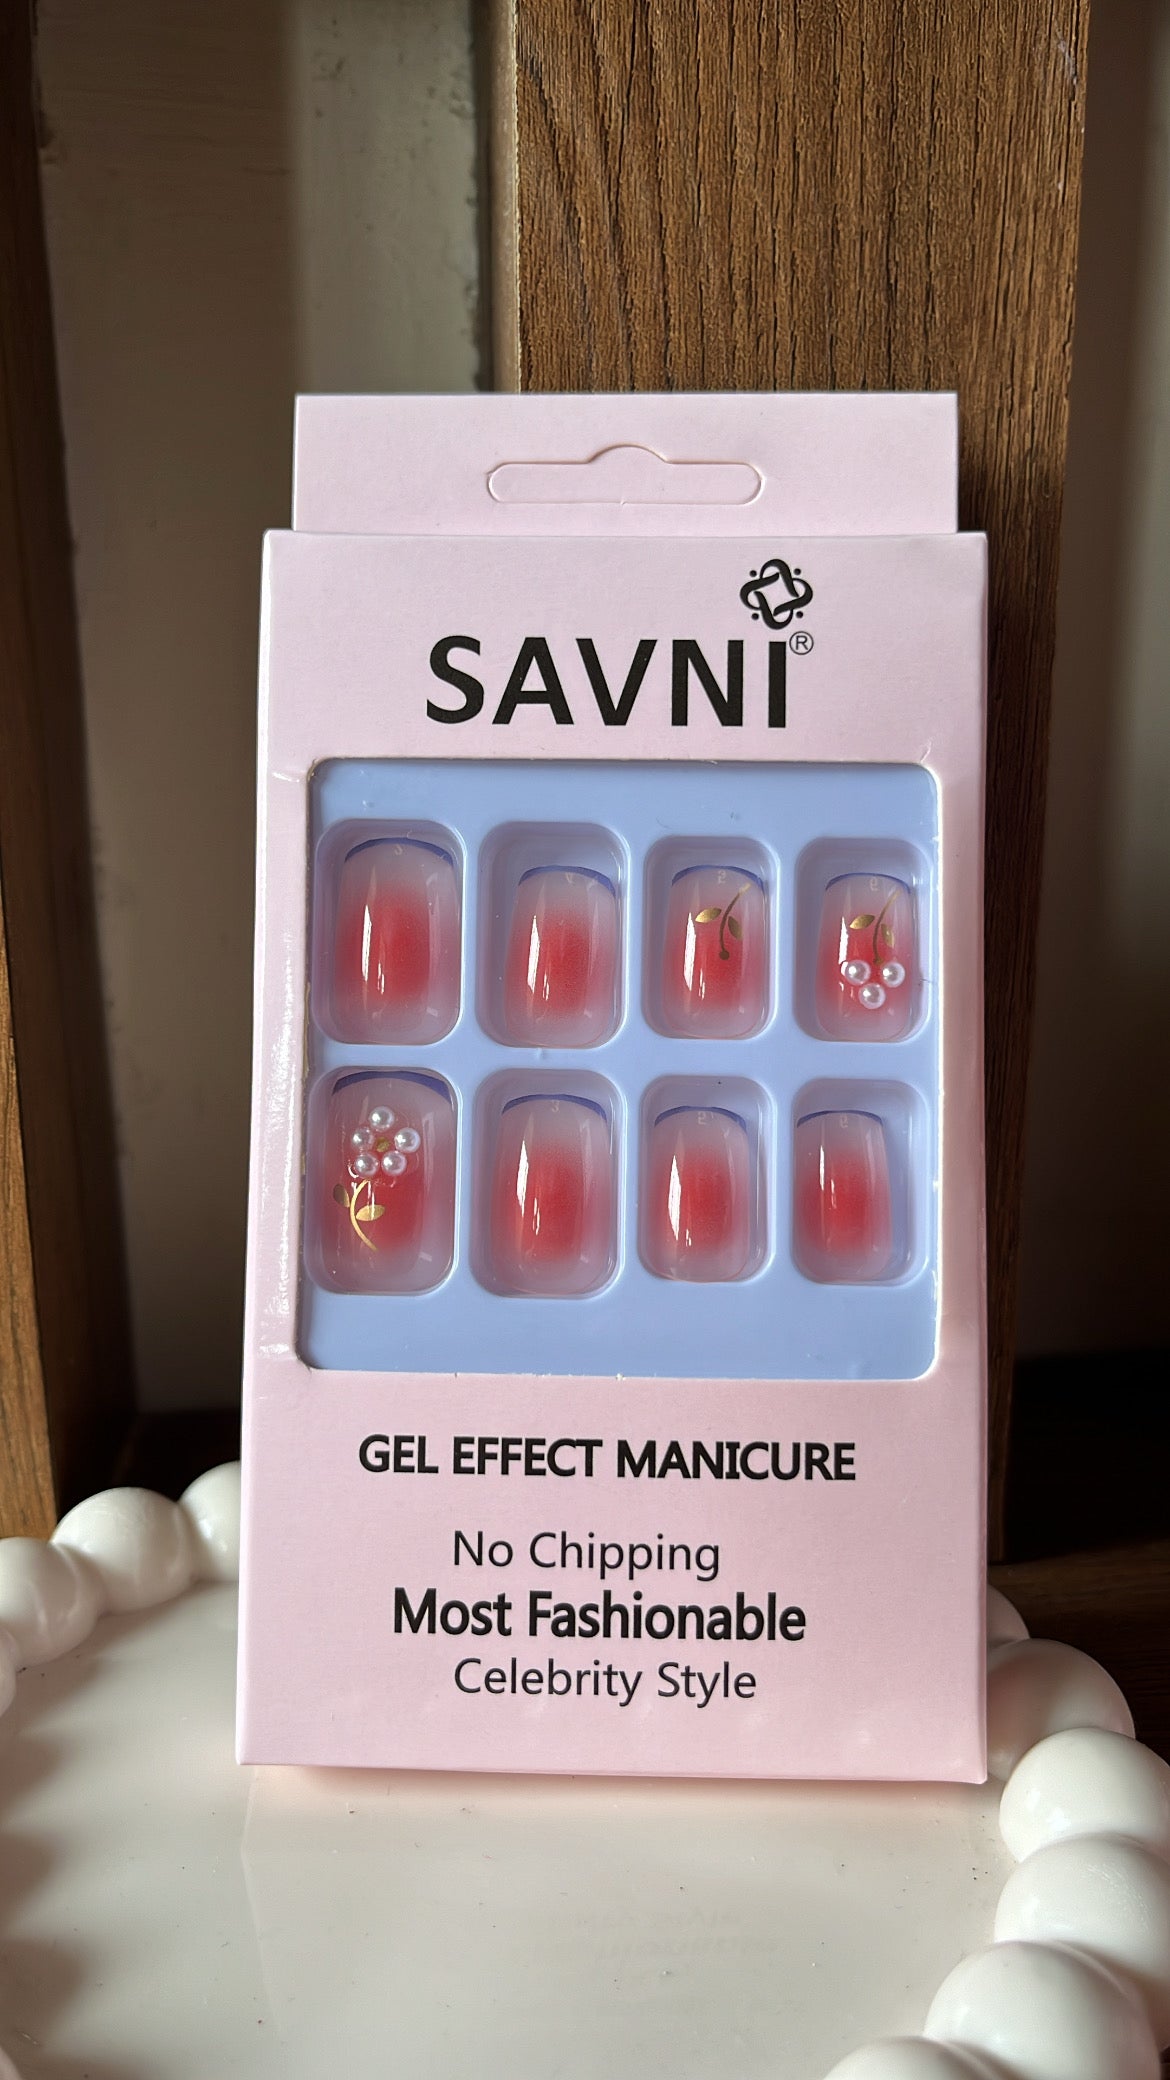 SAVNI®
GEL EFFECT MANICURE
No Chipping
Most Fashionable
Celebrity Style